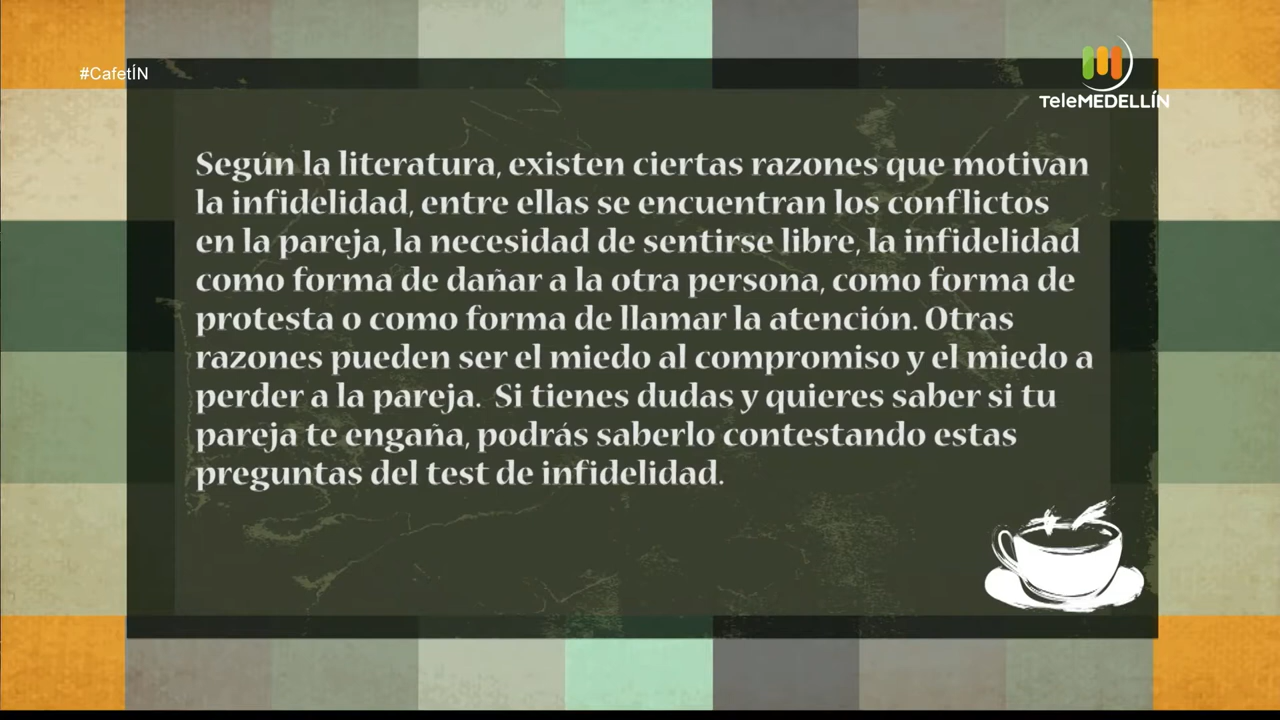 #CafetÍN
TeleMEDELLÍN
Según la literatura, existen ciertas razones que motivan
la infidelidad, entre ellas se encuentran los conflictos
en la pareja, la necesidad de sentirse libre, la infidelidad
como forma de dañar a la otra persona, como forma de
protesta o como forma de llamar la atención. Otras
razones pueden ser el miedo al compromiso y el miedo a
perder a la pareja.  Si tienes dudas y quieres saber si tu
pareja te engaña, podrás saberlo contestando estas
preguntas del test de infidelidad.